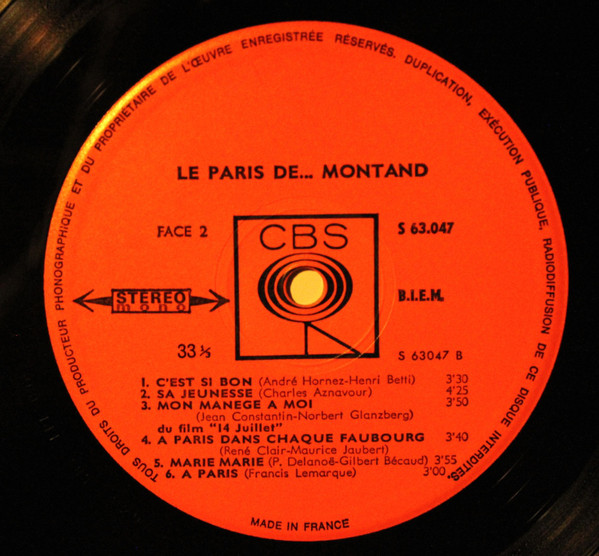 TOUS DROITS DU PRODUCTEUR PHONOGRAPHIQUE ET DU PROPRIETAIRE DE L'ŒUVRE ENREGISTRÉE RÉSERVÉS. DUPLICATION, EXÉCUTION PUBLIQUE, RADIODIFFUSION DE CE DISQUE INTERDITES.
LE PARIS DE... MONTAND
FACE 2
CBS
S 63.047
STEREO
mono
B.I.E.M.
33 ⅓
S 63047 B
1. C'EST SI BON (André Hornez-Henri Betti) 3'30
2. SA JEUNESSE (Charles Aznavour) 4'25
3. MON MANEGE A MOI 3'50
(Jean Constantin-Norbert Glanzberg)
du film "14 Juillet"
4. A PARIS DANS CHAQUE FAUBOURG 3'40
(René Clair-Maurice Jaubert)
5. MARIE MARIE (P. Delanoë-Gilbert Bécaud) 3'55
6. A PARIS (Francis Lemarque) 3'00
MADE IN FRANCE